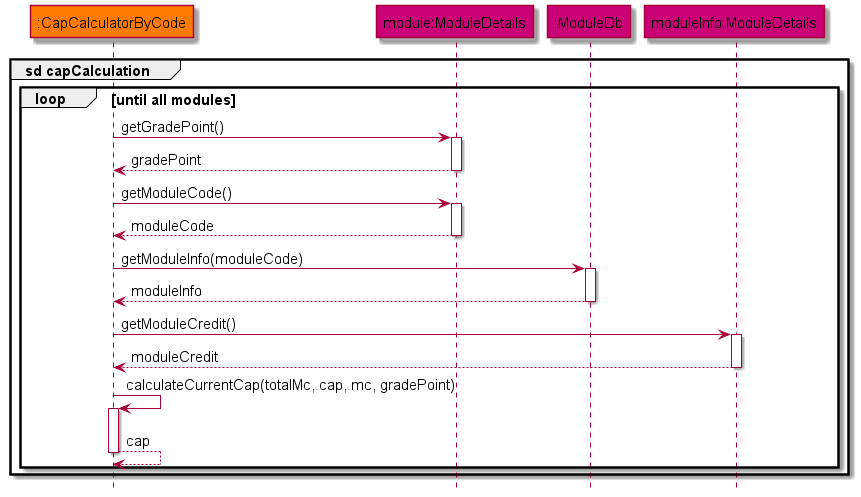 :CapCalculatorByCode module:ModuleDetails :ModuleDb moduleInfo:ModuleDetails
sd capCalculation
loop [until all modules]
getGradePoint()
gradePoint
getModuleCode()
moduleCode
getModuleInfo(moduleCode)
moduleInfo
getModuleCredit()
moduleCredit
calculateCurrentCap(totalMc, cap, mc, gradePoint)
cap